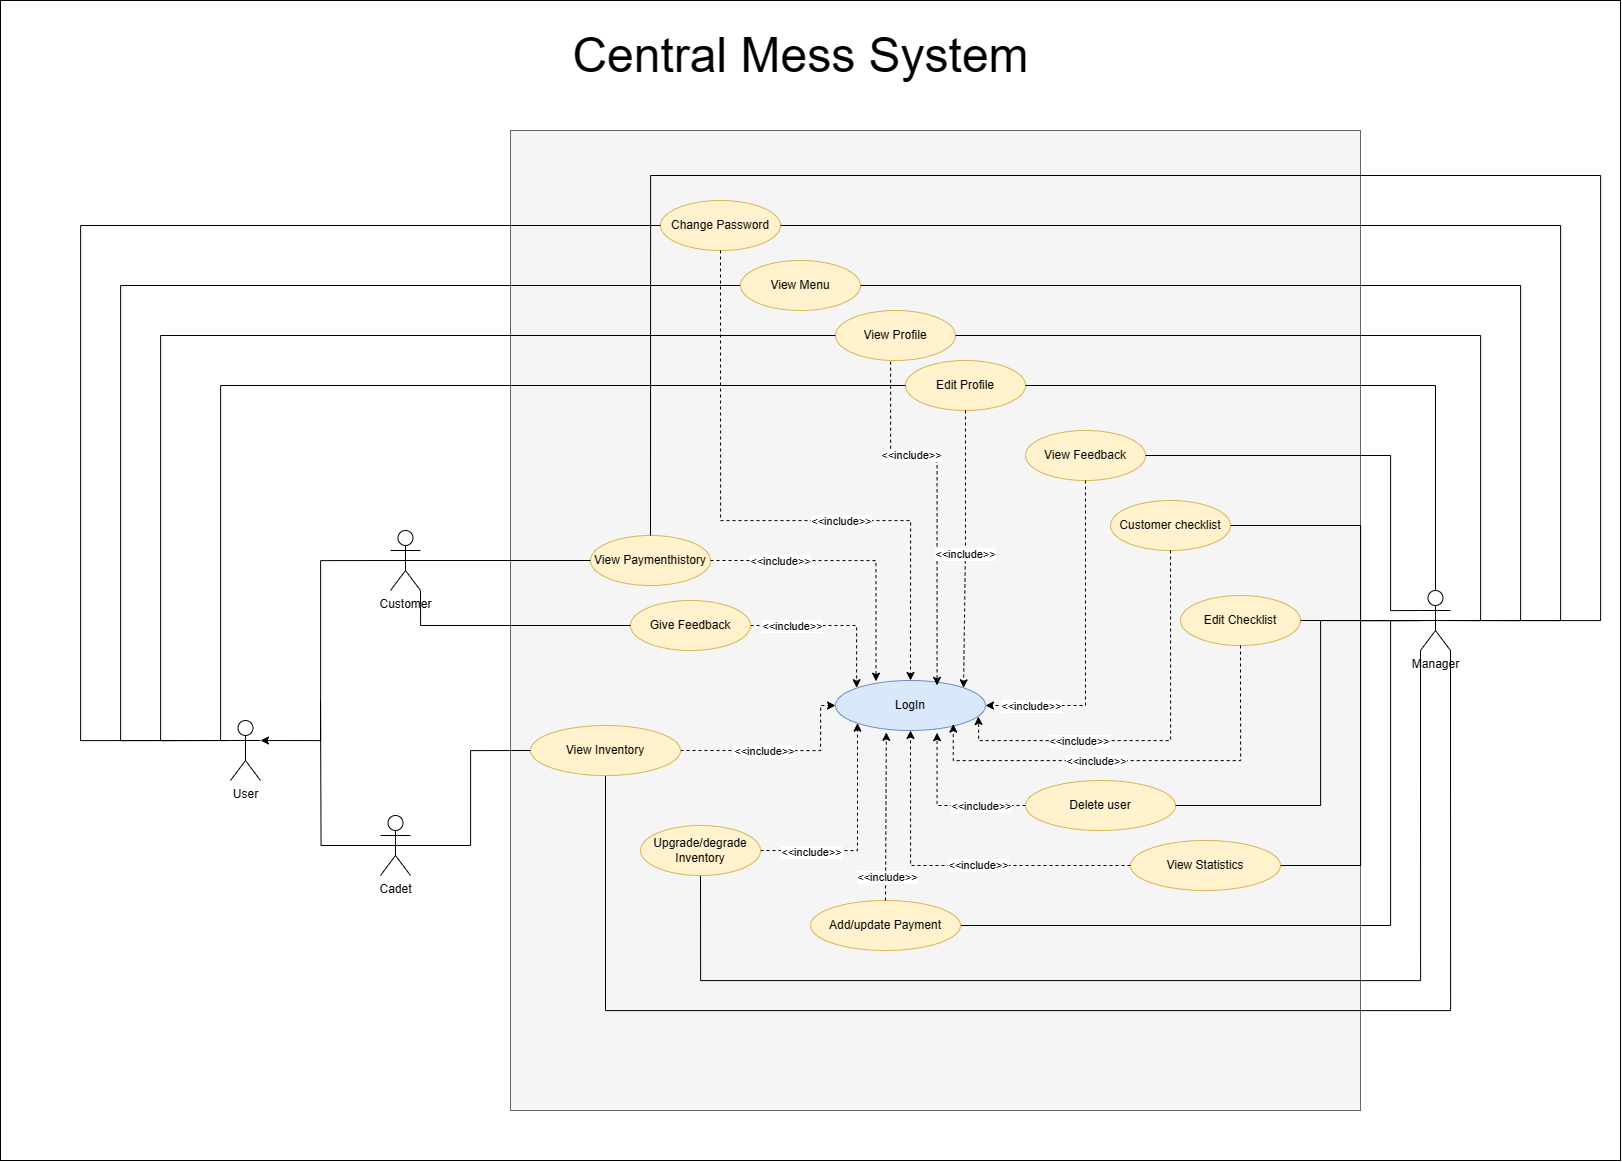 Central Mess System
Change Password
View Menu
View Profile
Edit Profile
View Feedback
<<include>>
Customer checklist
<<include>>
<<include>>
View Paymenthistory
<<include>>
Customer
Give Feedback
<<include>>
Edit Checklist
Manager
LogIn
<<include>>
View Inventory
<<include>>
<<include>>
<<include>>
User
Delete user
<<include>>
Upgrade/degrade
Inventory
<<include>>
View Statistics
<<include>>
<<include>>
Cadet
Add/update Payment